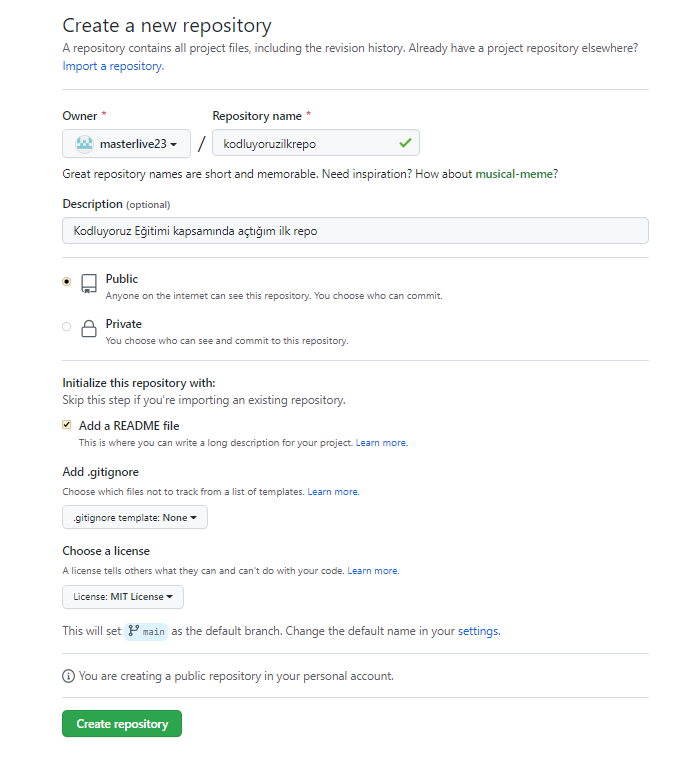 Create a new repository
A repository contains all project files, including the revision history. Already have a project repository elsewhere?
Import a repository.
Owner * Repository name *
masterlive23 / kodluyoruzilkrepo
Great repository names are short and memorable. Need inspiration? How about musical-meme?
Description (optional)
Kodluyoruz Eğitimi kapsamında açtığım ilk repo
Public
Anyone on the internet can see this repository. You choose who can commit.
Private
You choose who can see and commit to this repository.
Initialize this repository with:
Skip this step if you're importing an existing repository.
Add a README file
This is where you can write a long description for your project. Learn more.
Add .gitignore
Choose which files not to track from a list of templates. Learn more.
.gitignore template: None
Choose a license
A license tells others what they can and can't do with your code. Learn more.
License: MIT License
This will set main as the default branch. Change the default name in your settings.
You are creating a public repository in your personal account.
Create repository